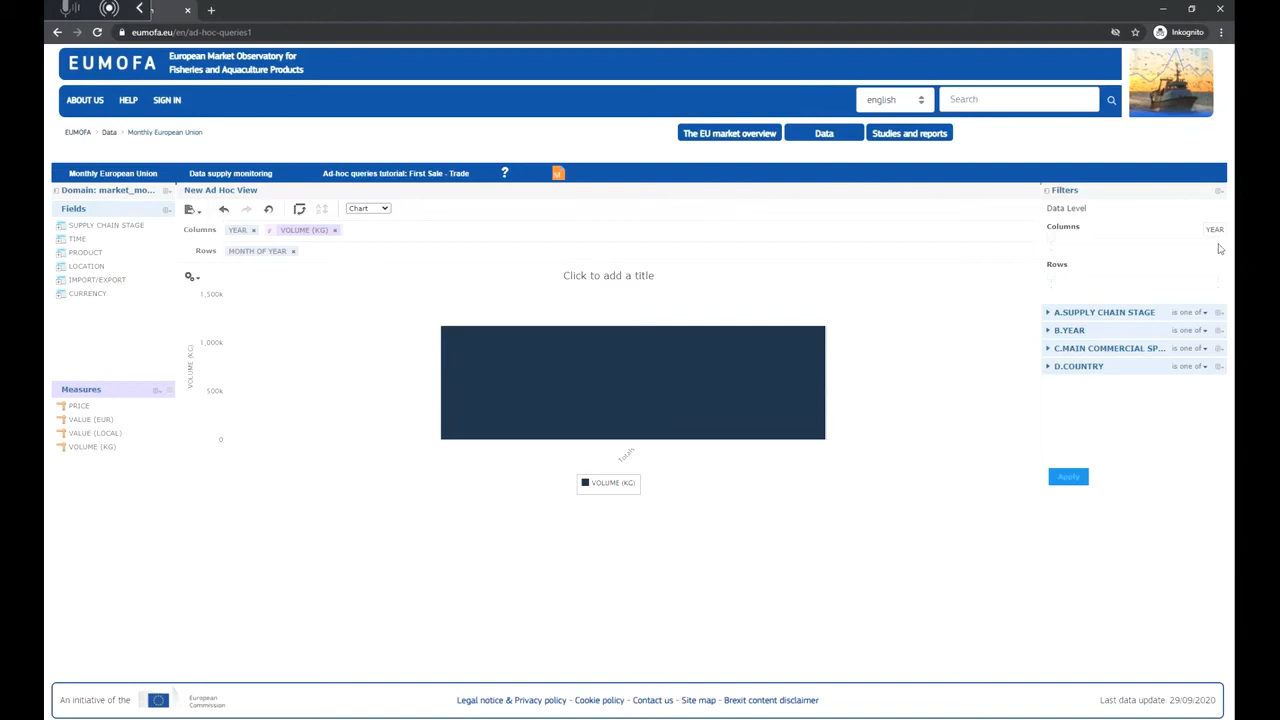 eumofa.eu/en/ad-hoc-queries1
Inkognito
EUMOFA
European Market Observatory for
Fisheries and Aquaculture Products
ABOUT US HELP SIGN IN
english
Search
EUMOFA Data Monthly European Union
The EU market overview
Data
Studies and reports
Monthly European Union
Data supply monitoring
Ad-hoc queries tutorial: First Sale - Trade
?
M
Domain: market_mo...
Fields
SUPPLY CHAIN STAGE
TIME
PRODUCT
LOCATION
IMPORT/EXPORT
CURRENCY
Measures
PRICE
VALUE (EUR)
VALUE (LOCAL)
VOLUME (KG)
New Ad Hoc View
Chart
Columns YEAR × # VOLUME (KG) ×
Rows MONTH OF YEAR ×
Click to add a title
1,500k
1,000k
500k
0
VOLUME (KG)
Totals
VOLUME (KG)
Filters
Data Level
Columns YEAR
Rows
A.SUPPLY CHAIN STAGE is one of
B.YEAR is one of
C.MAIN COMMERCIAL SP... is one of
D.COUNTRY is one of
Apply
An initiative of the
European
Commission
Legal notice & Privacy policy - Cookie policy - Contact us - Site map - Brexit content disclaimer
Last data update 29/09/2020